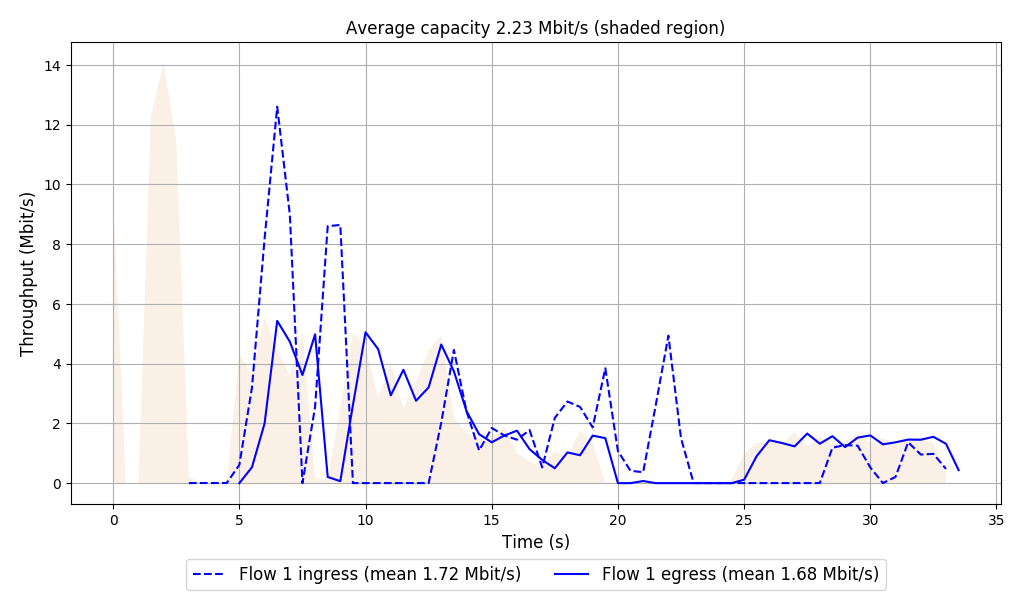 Average capacity 2.23 Mbit/s (shaded region)
14
12
10
8
6
4
2
0
Throughput (Mbit/s)
0 5 10 15 20 25 30 35
Time (s)
Flow 1 ingress (mean 1.72 Mbit/s) Flow 1 egress (mean 1.68 Mbit/s)